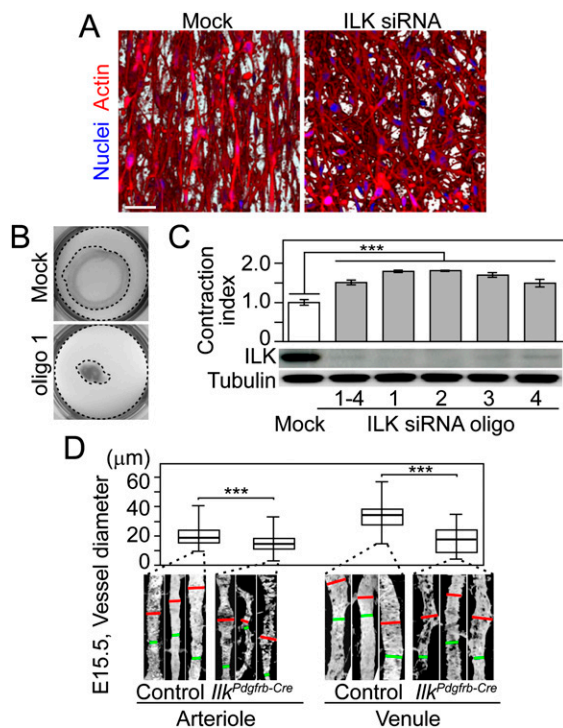 A
Mock
ILK siRNA
Nuclei Actin
B
Mock
oligo 1
C
***
Contraction
index
2.0
1.0
ILK
Tubulin
1-4 1 2 3 4
Mock ILK siRNA oligo
D
(μm)
E15.5, Vessel diameter
60
40
20
0
***
***
Control Ilk^Pdgfrb-Cre Control Ilk^Pdgfrb-Cre
Arteriole Venule